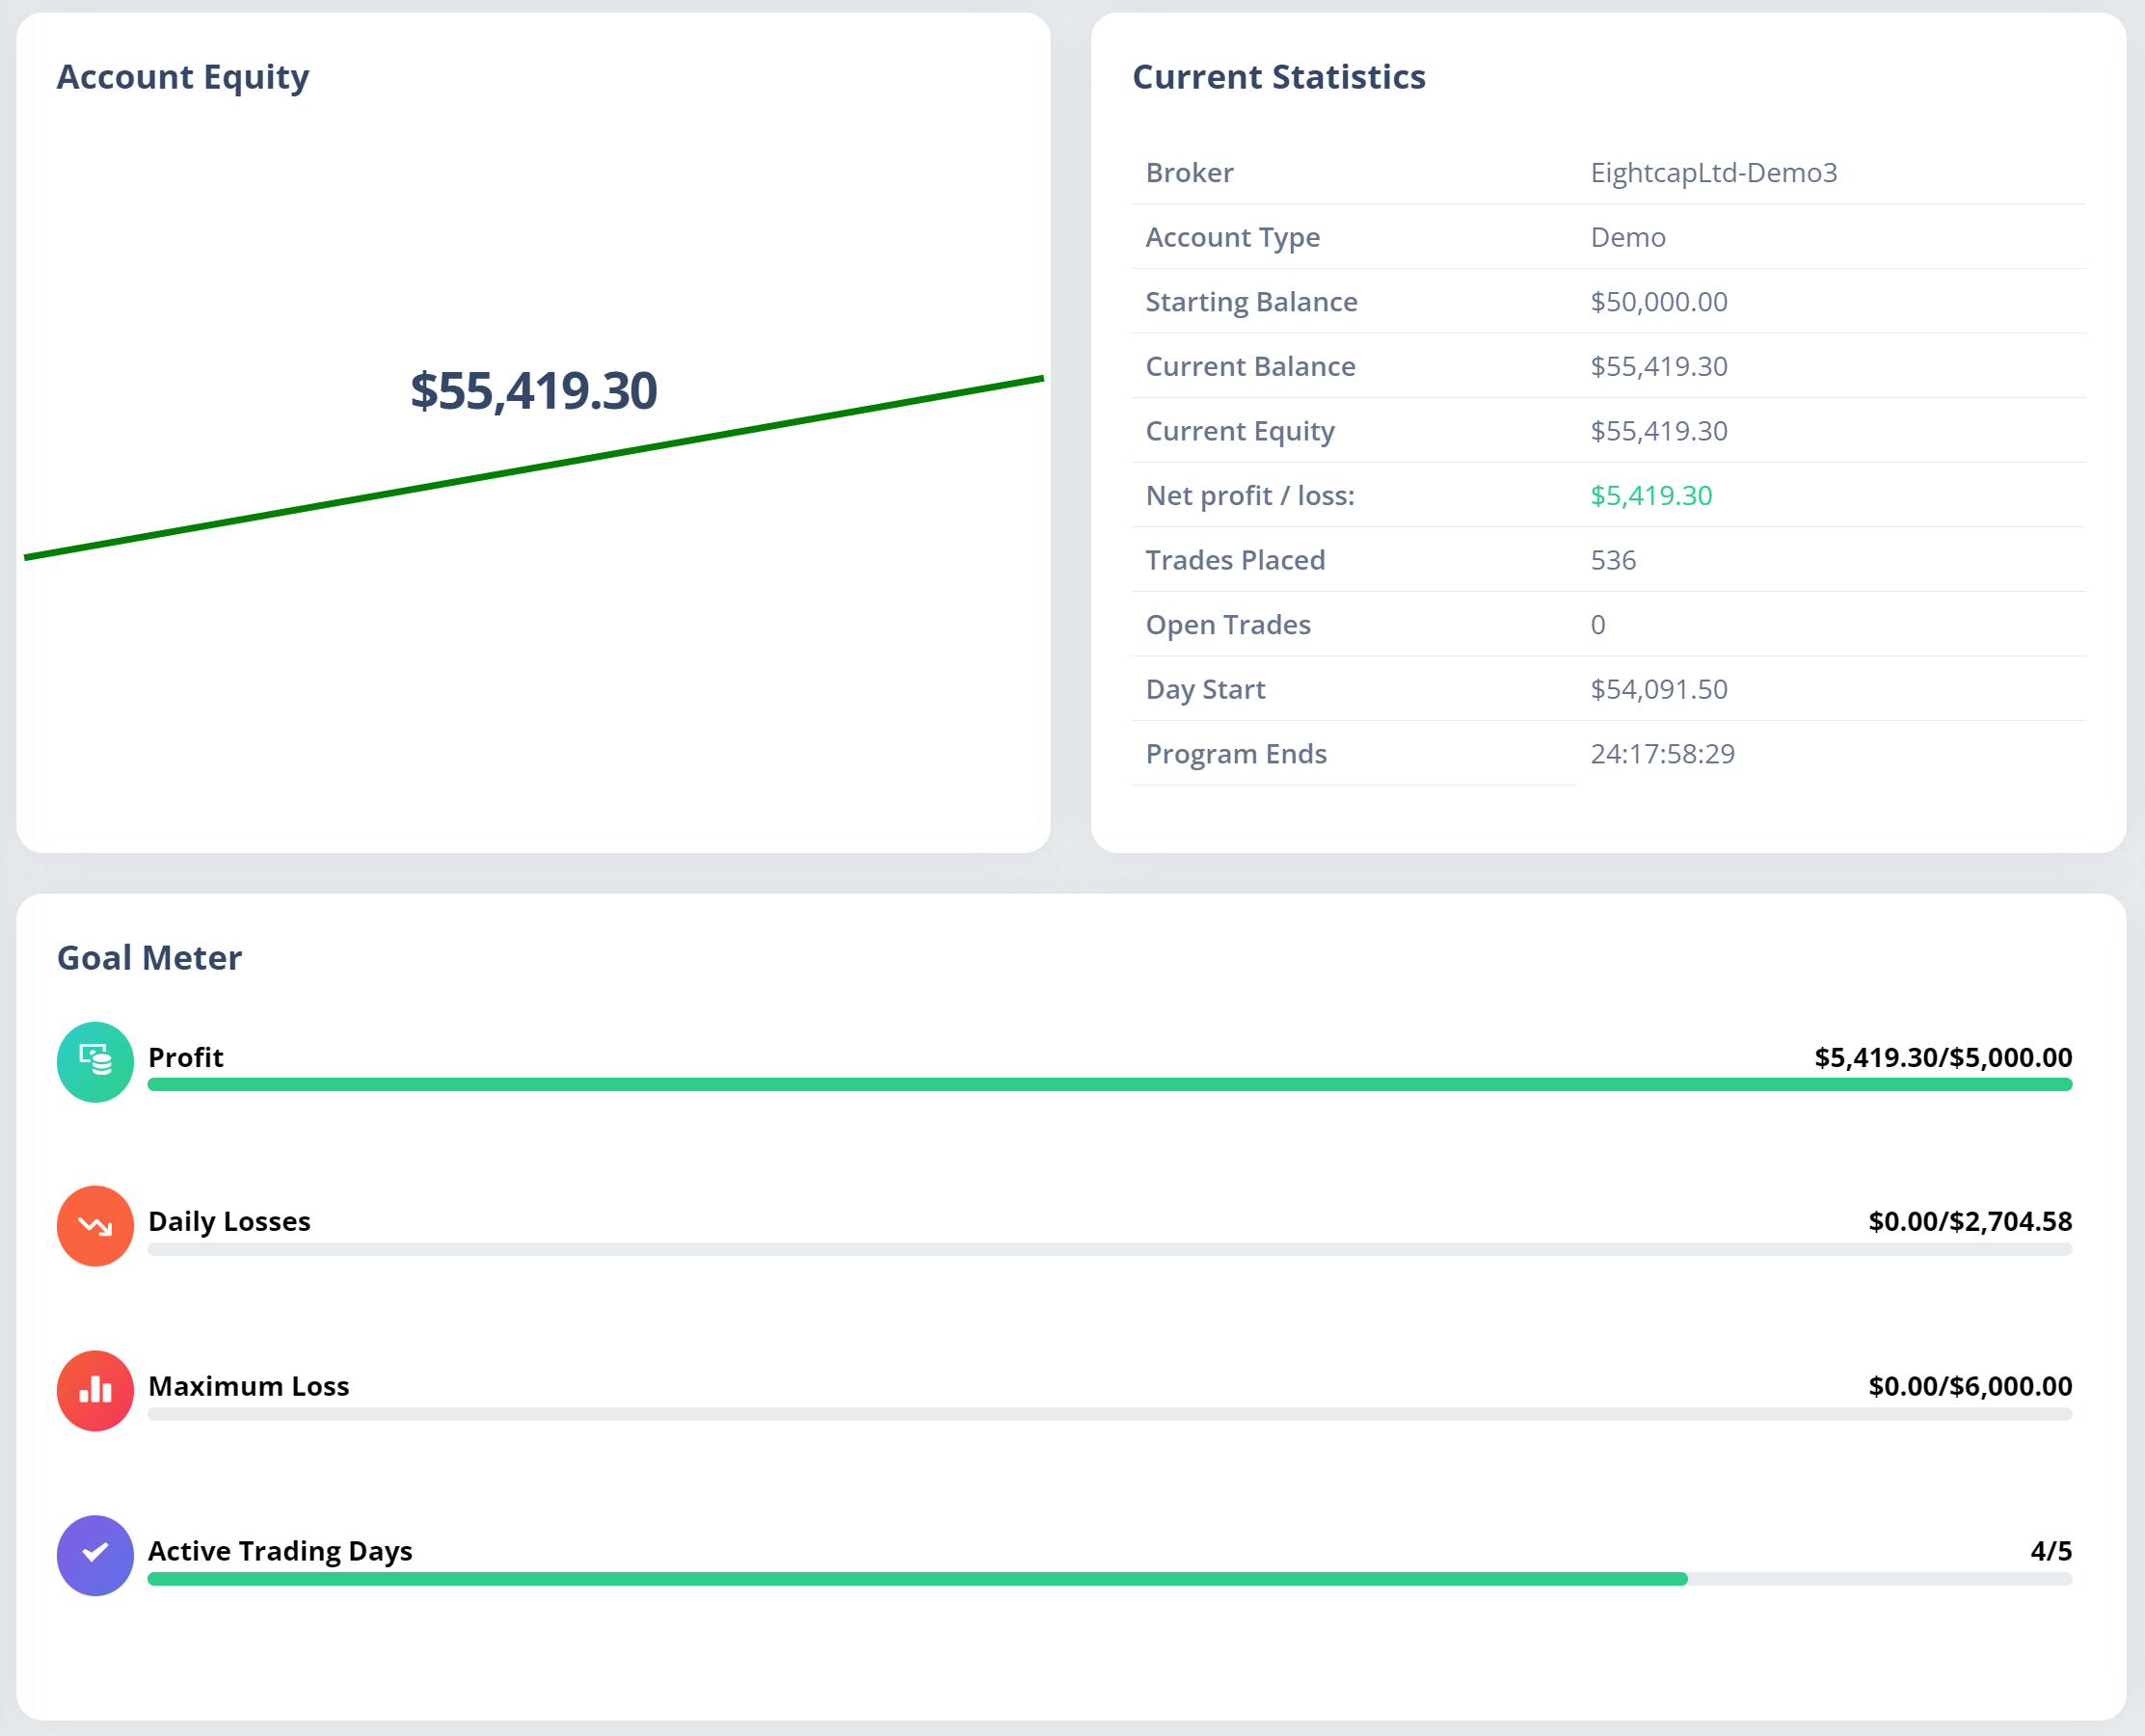 Account Equity
$55,419.30
Current Statistics
Broker EightcapLtd-Demo3
Account Type Demo
Starting Balance $50,000.00
Current Balance $55,419.30
Current Equity $55,419.30
Net profit / loss: $5,419.30
Trades Placed 536
Open Trades 0
Day Start $54,091.50
Program Ends 24:17:58:29
Goal Meter
Profit $5,419.30/$5,000.00
Daily Losses $0.00/$2,704.58
Maximum Loss $0.00/$6,000.00
Active Trading Days 4/5